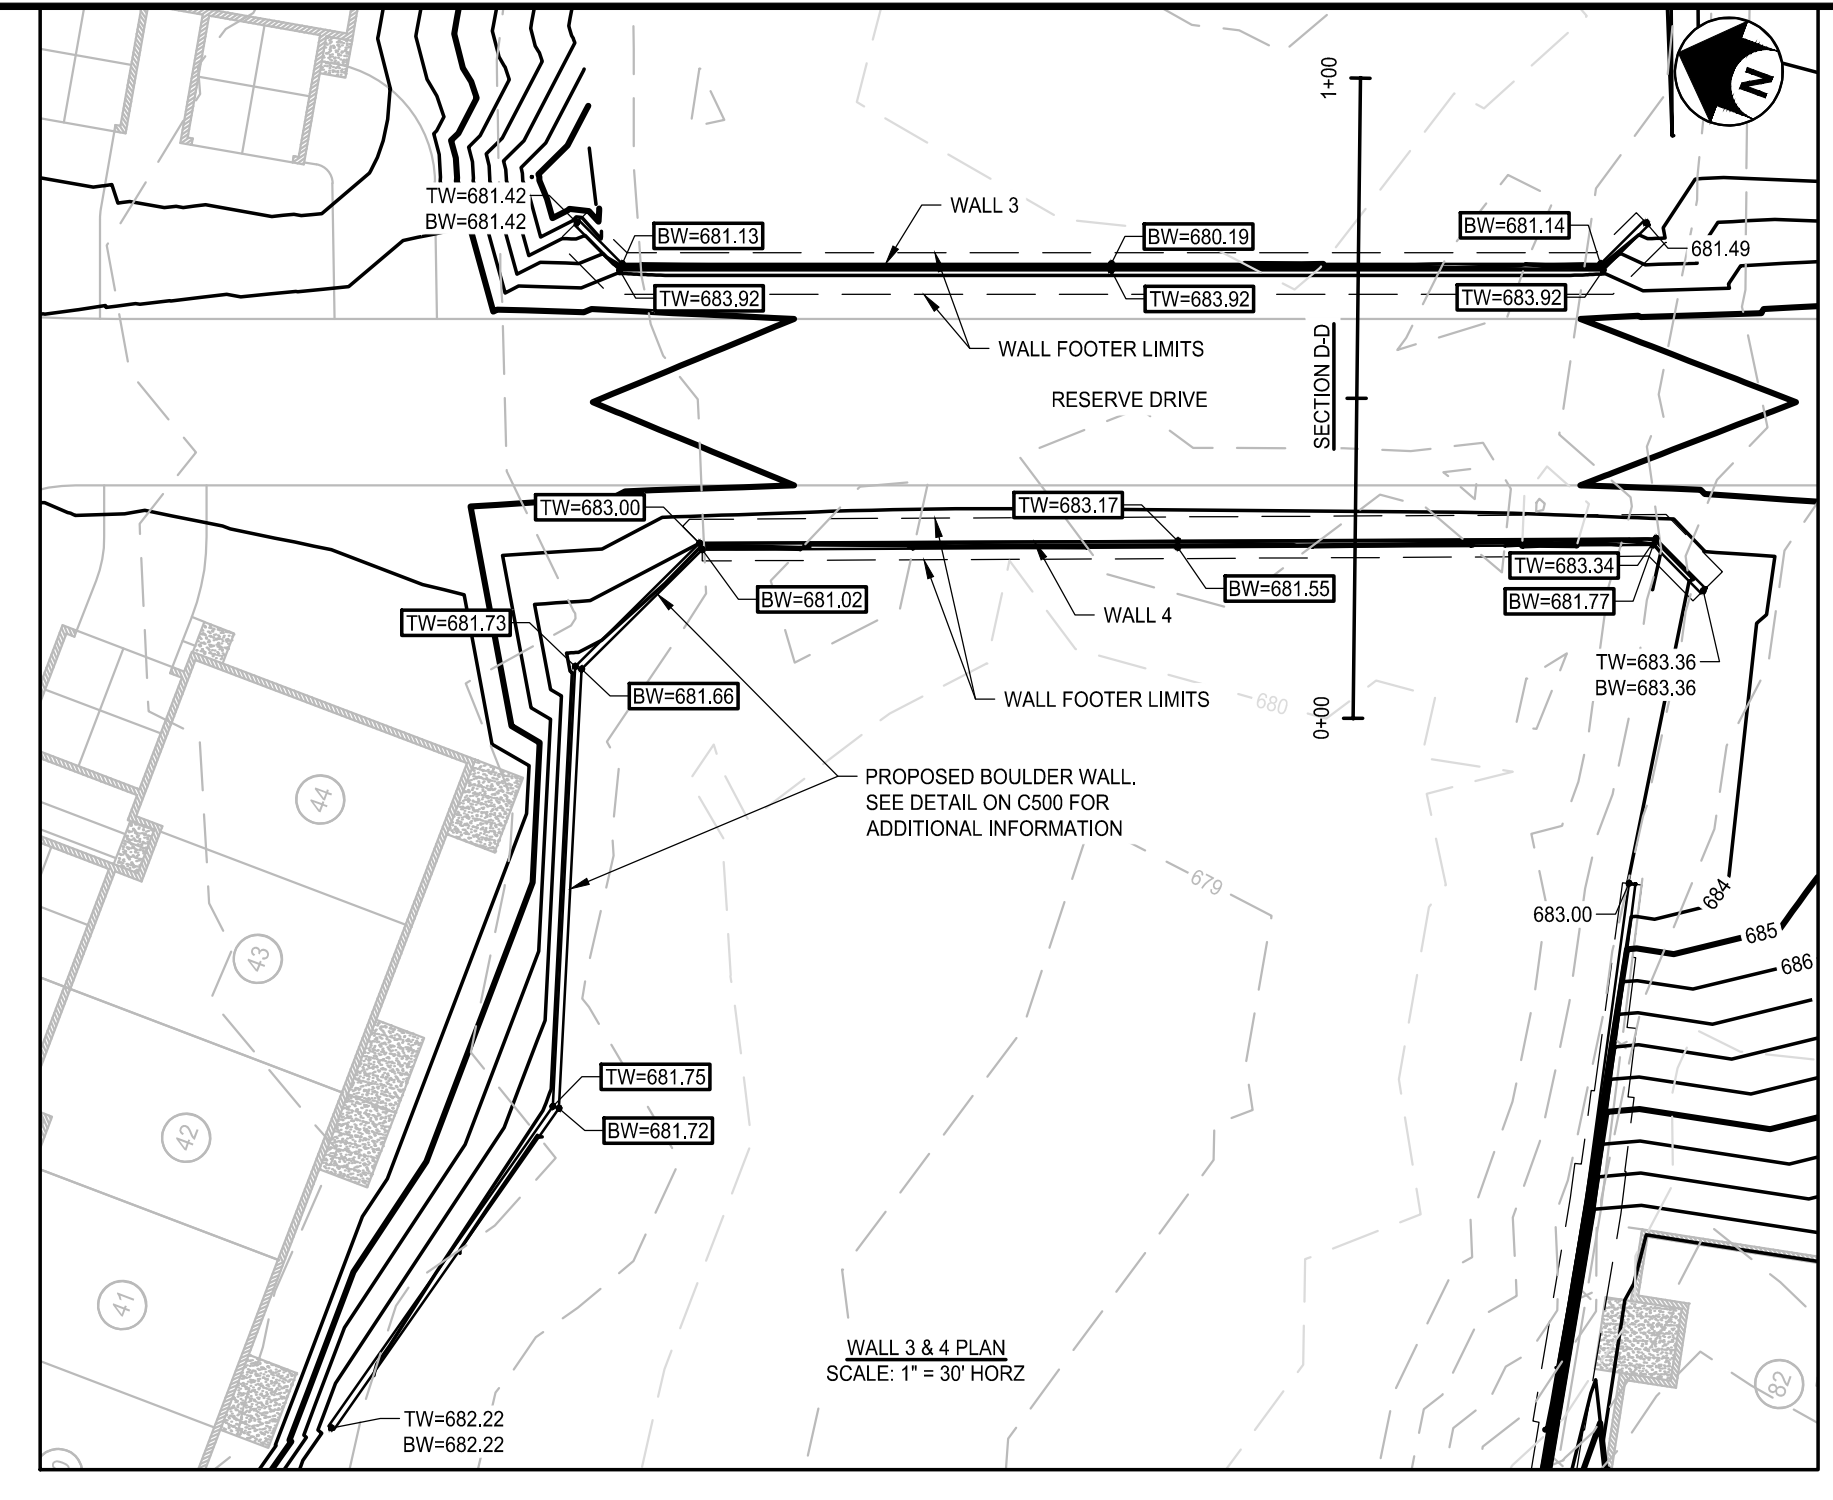 1+00
N
TW=681.42
BW=681.42
WALL 3
BW=681.13
BW=680.19
BW=681.14
681.49
TW=683.92
TW=683.92
TW=683.92
WALL FOOTER LIMITS
SECTION D-D
RESERVE DRIVE
TW=683.00
TW=683.17
TW=683.34
BW=681.02
BW=681.55
BW=681.77
WALL 4
TW=681.73
TW=683.36
BW=683.36
BW=681.66
WALL FOOTER LIMITS
680
0+00
PROPOSED BOULDER WALL.
SEE DETAIL ON C500 FOR
ADDITIONAL INFORMATION
44
679
683.00
684
685
686
43
TW=681.75
BW=681.72
42
41
WALL 3 & 4 PLAN
SCALE: 1" = 30' HORZ
82
TW=682.22
BW=682.22